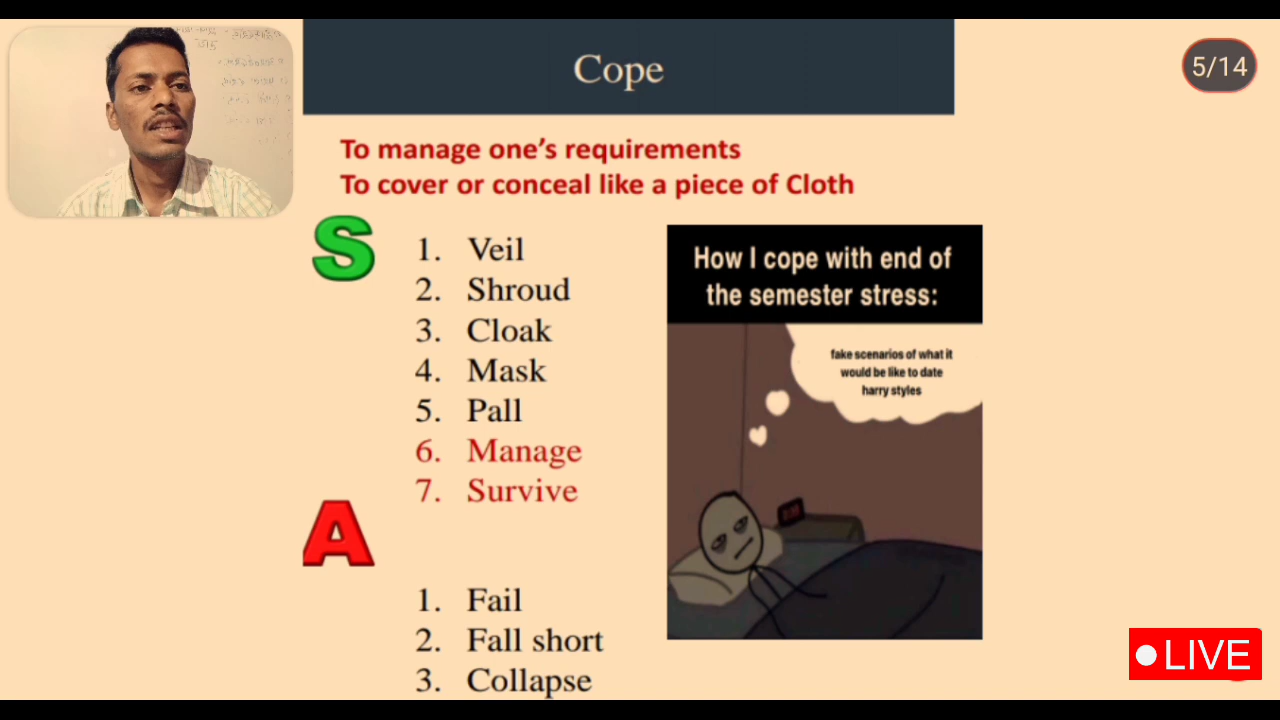 Cope
5/14
To manage one's requirements
To cover or conceal like a piece of Cloth
S
1. Veil
2. Shroud
3. Cloak
4. Mask
5. Pall
6. Manage
7. Survive
How I cope with end of
the semester stress:
fake scenarios of what it
would be like to date
harry styles
A
1. Fail
2. Fall short
3. Collapse
LIVE